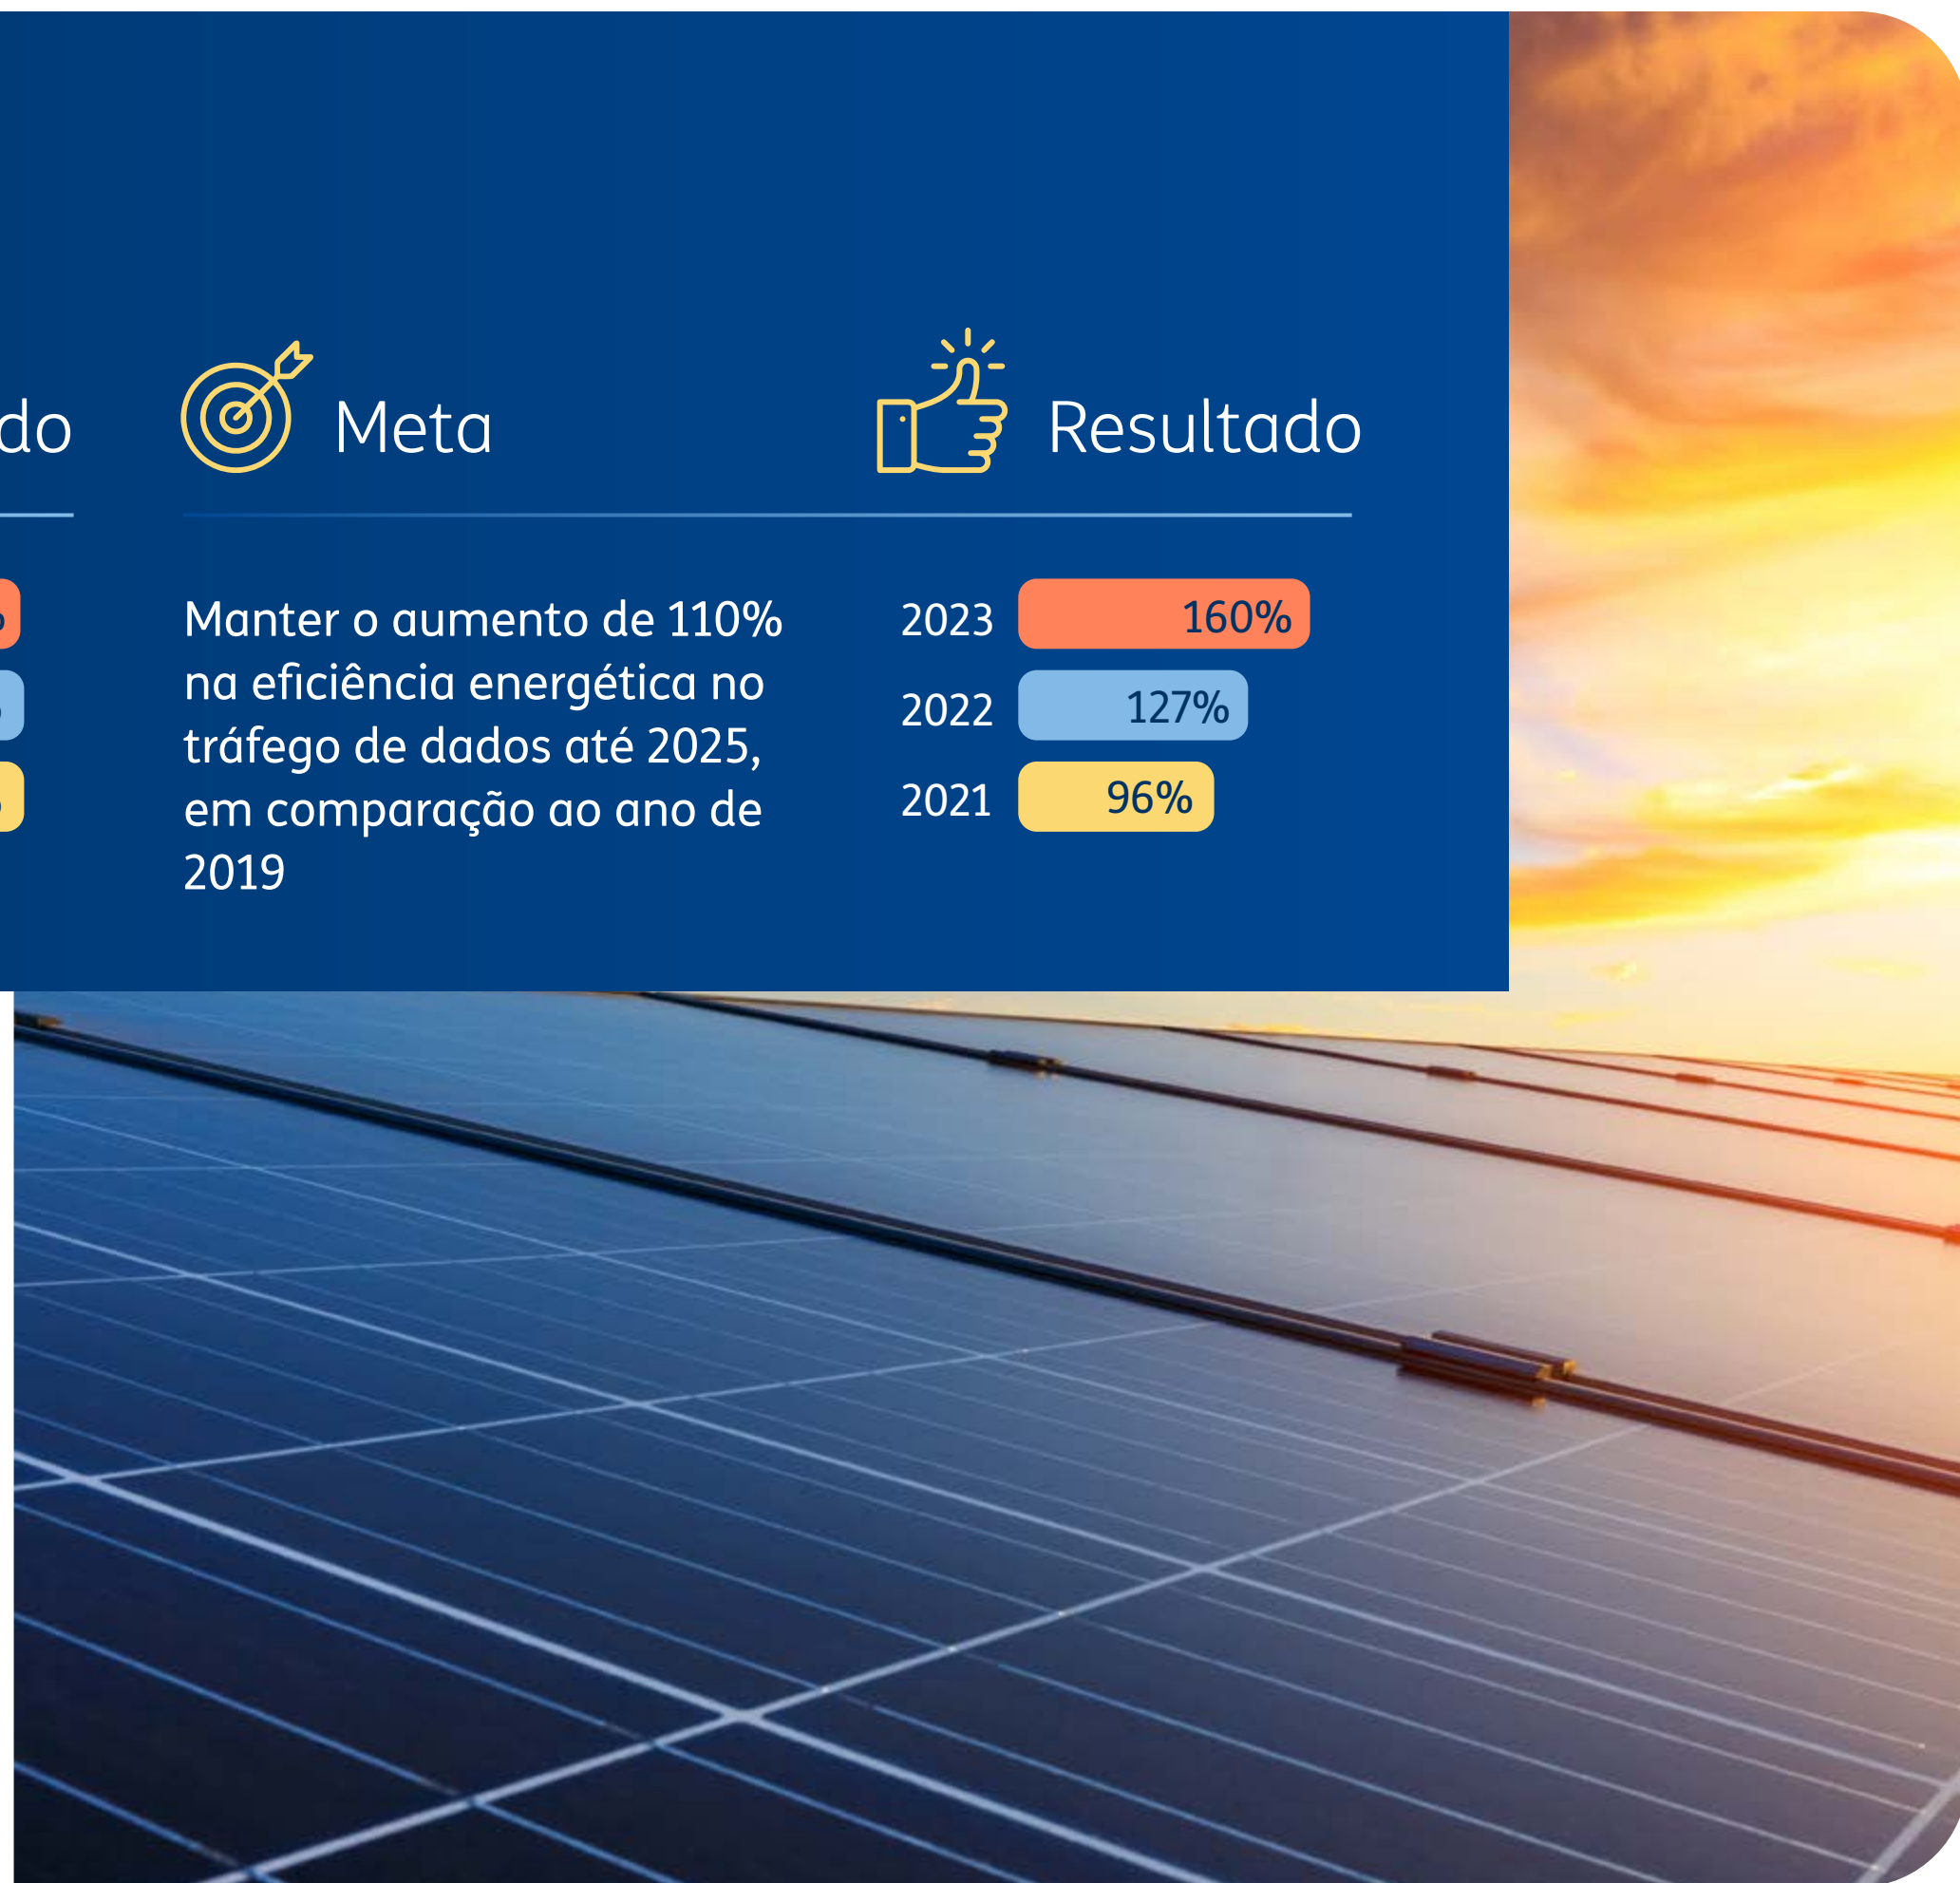 do
Meta
Resultado
Manter o aumento de 110%
na eficiência energética no
tráfego de dados até 2025,
em comparação ao ano de
2019
2023 160%
2022 127%
2021 96%